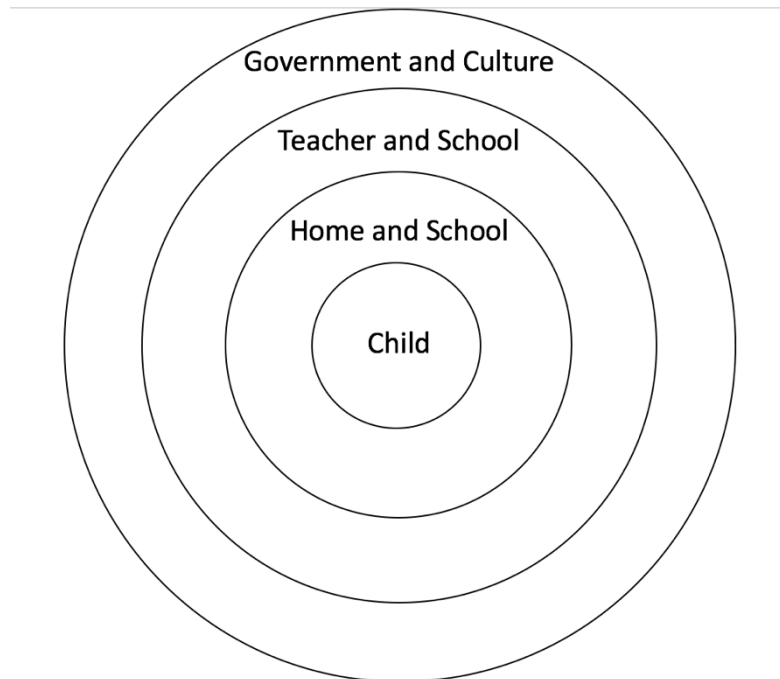 Government and Culture
Teacher and School
Home and School
Child